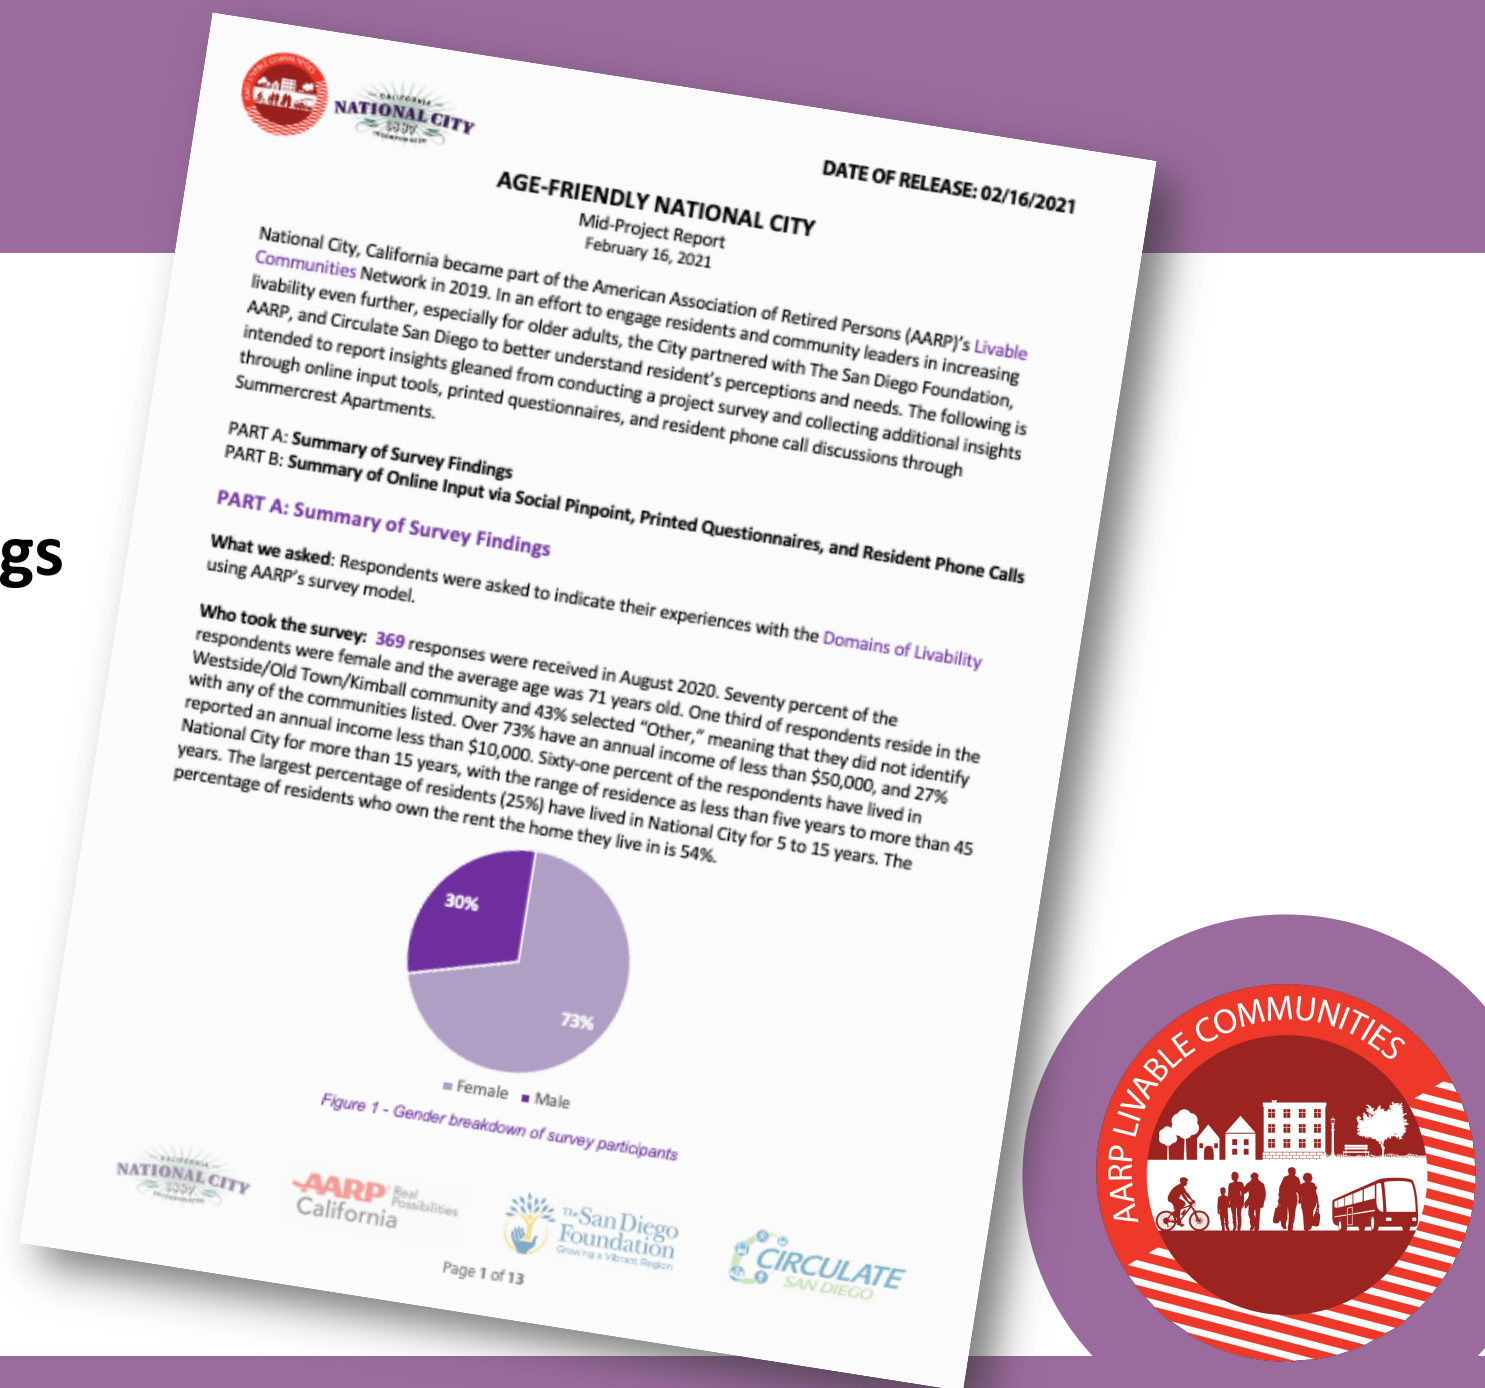 NATIONAL CITY
DATE OF RELEASE: 02/16/2021
AGE-FRIENDLY NATIONAL CITY
Mid-Project Report
February 16, 2021
National City, California became part of the American Association of Retired Persons (AARP)'s Livable
Communities Network in 2019. In an effort to engage residents and community leaders in increasing
livability even further, especially for older adults, the City partnered with The San Diego Foundation,
AARP, and Circulate San Diego to better understand resident's perceptions and needs. The following is
intended to report insights gleaned from conducting a project survey and collecting additional insights
through online input tools, printed questionnaires, and resident phone call discussions through
Summercrest Apartments.
PART A: Summary of Survey Findings
PART B: Summary of Online Input via Social Pinpoint, Printed Questionnaires, and Resident Phone Calls
PART A: Summary of Survey Findings
gs
What we asked: Respondents were asked to indicate their experiences with the Domains of Livability
using AARP's survey model.
Who took the survey: 369 responses were received in August 2020. Seventy percent of the
respondents were female and the average age was 71 years old. One third of respondents reside in the
Westside/Old Town/Kimball community and 43% selected "Other," meaning that they did not identify
with any of the communities listed. Over 73% have an annual income of less than $50,000, and 27%
reported an annual income less than $10,000. Sixty-one percent of the respondents have lived in
National City for more than 15 years, with the range of residence as less than five years to more than 45
years. The largest percentage of residents (25%) have lived in National City for 5 to 15 years. The
percentage of residents who own the rent the home they live in is 54%.
30%
73%
Female Male
Figure 1 - Gender breakdown of survey participants
CALIFORNIA
NATIONAL CITY
AARP Real Possibilities
California
The San Diego
Foundation
Growing a Vibrant Region
CIRCULATE
SAN DIEGO
Page 1 of 13
AARP LIVABLE COMMUNITIES